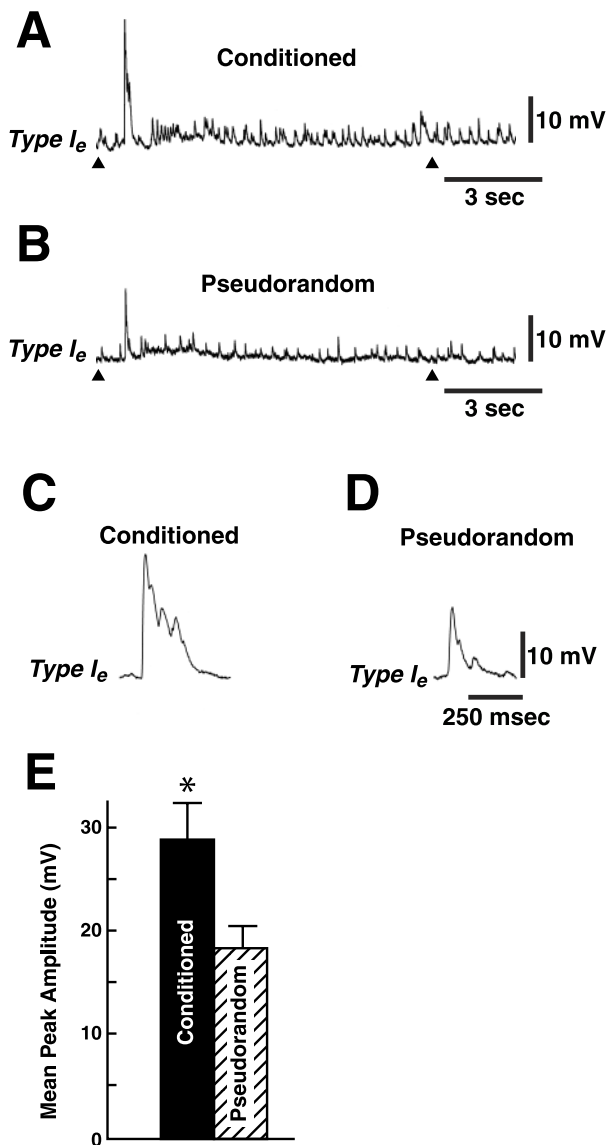 A
Conditioned
Type Ie
10 mV
3 sec
B
Pseudorandom
Type Ie
10 mV
3 sec
C
Conditioned
Type Ie
D
Pseudorandom
Type Ie
10 mV
250 msec
E
*
Mean Peak Amplitude (mV)
30
20
10
0
Conditioned
Pseudorandom